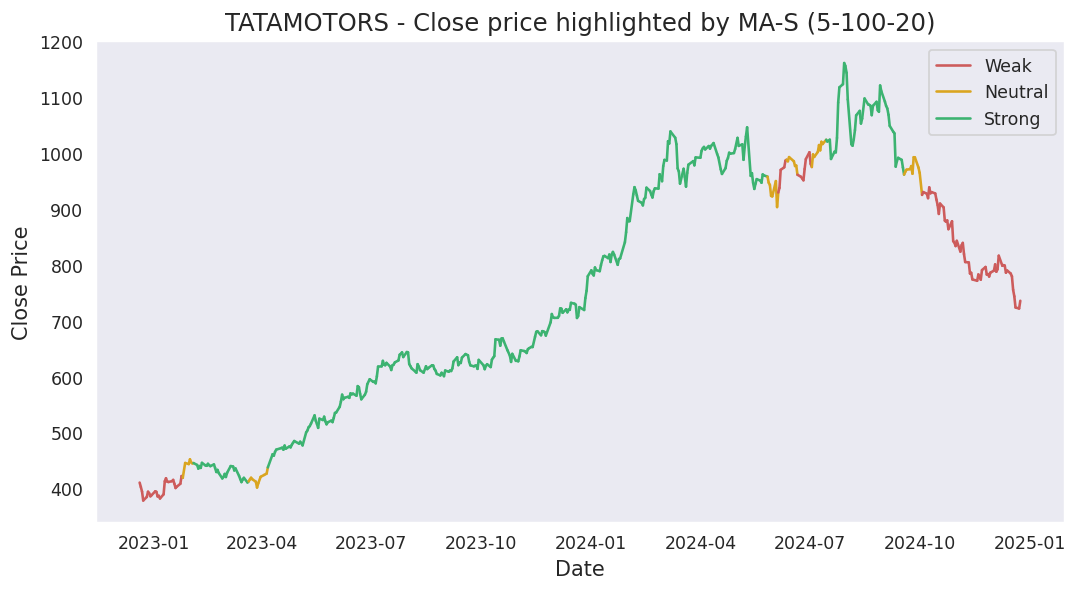 TATAMOTORS - Close price highlighted by MA-S (5-100-20)
Weak
Neutral
Strong
Close Price
1200
1100
1000
900
800
700
600
500
400
2023-01 2023-04 2023-07 2023-10 2024-01 2024-04 2024-07 2024-10 2025-01
Date